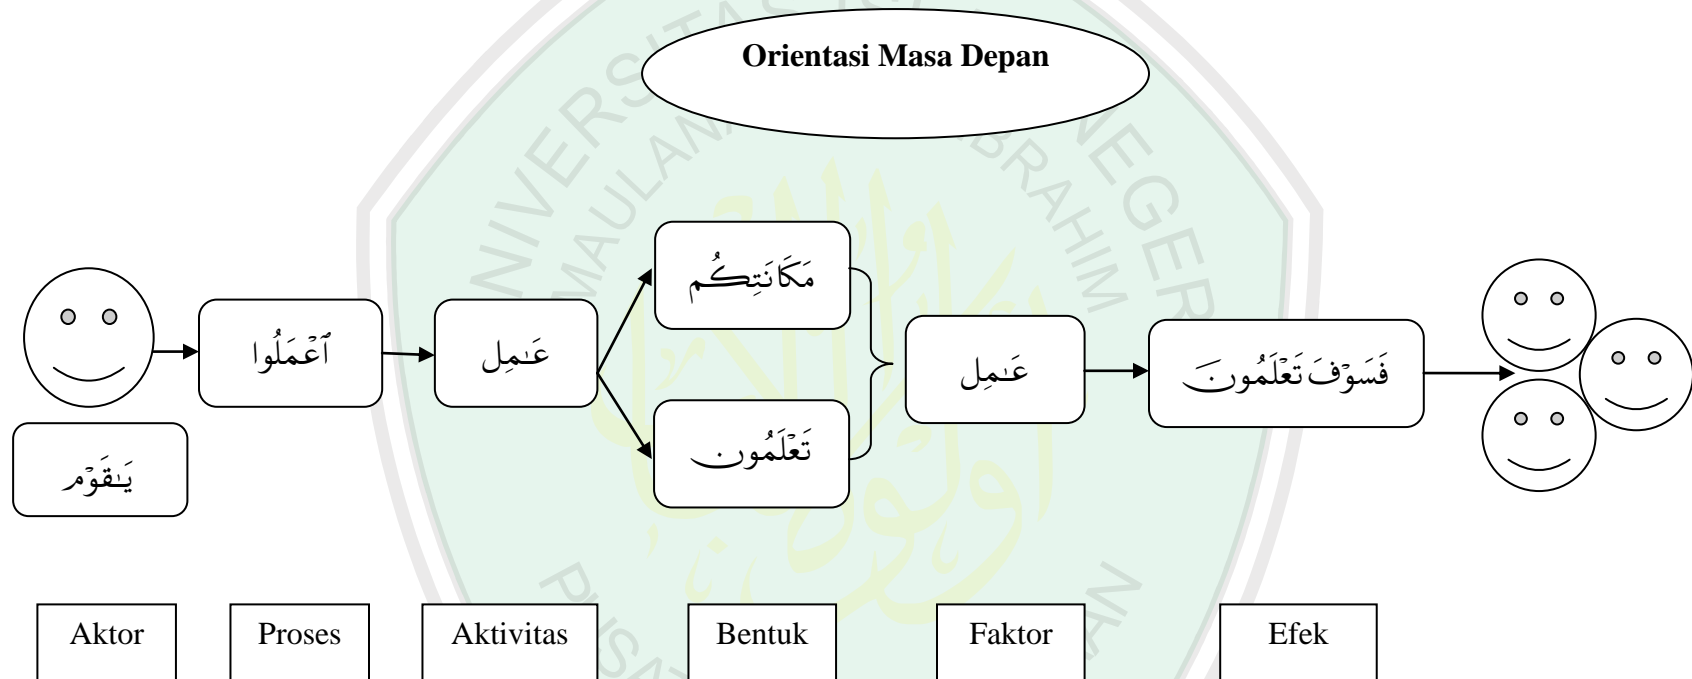 Orientasi Masa Depan
مَكَانَتِكُم
ٱعْمَلُوا
عَـٰمِل
عَـٰمِل
فَسَوْفَ تَعْلَمُونَ
تَعْلَمُون
يَـٰقَوْم
Aktor
Proses
Aktivitas
Bentuk
Faktor
Efek